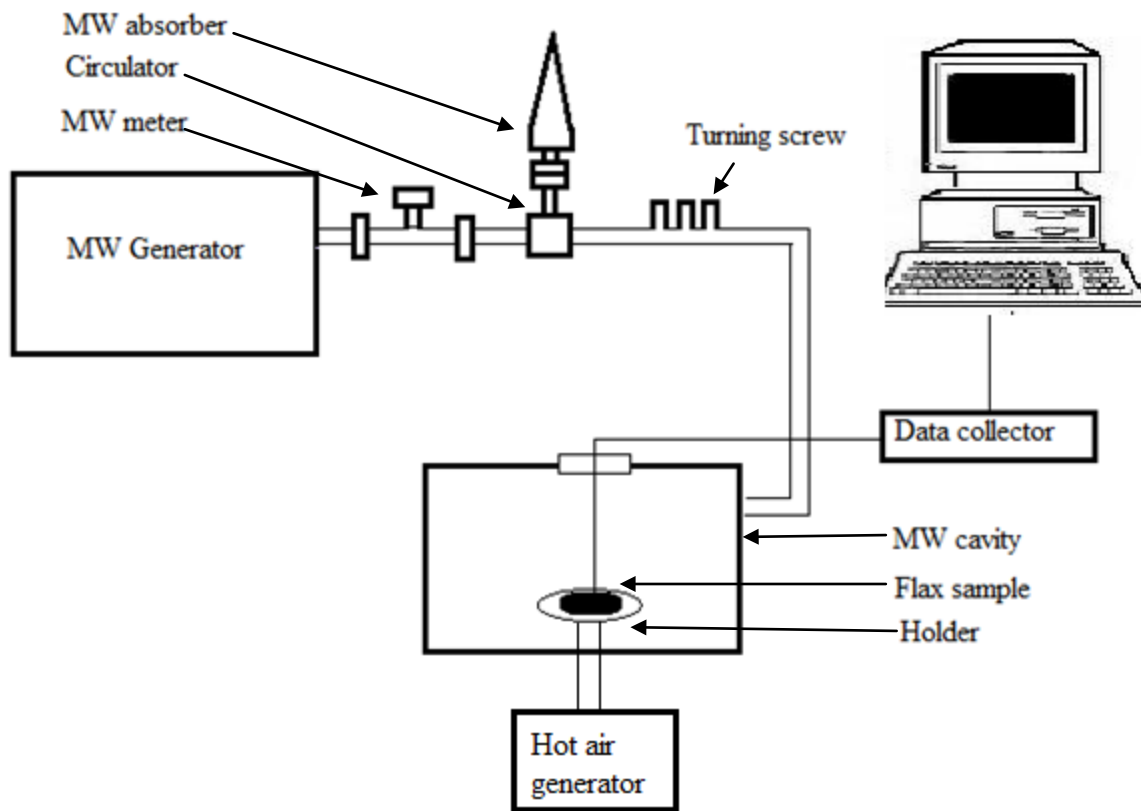 MW absorber
Circulator
MW meter
Turning screw
MW Generator
Data collector
MW cavity
Flax sample
Holder
Hot air
generator